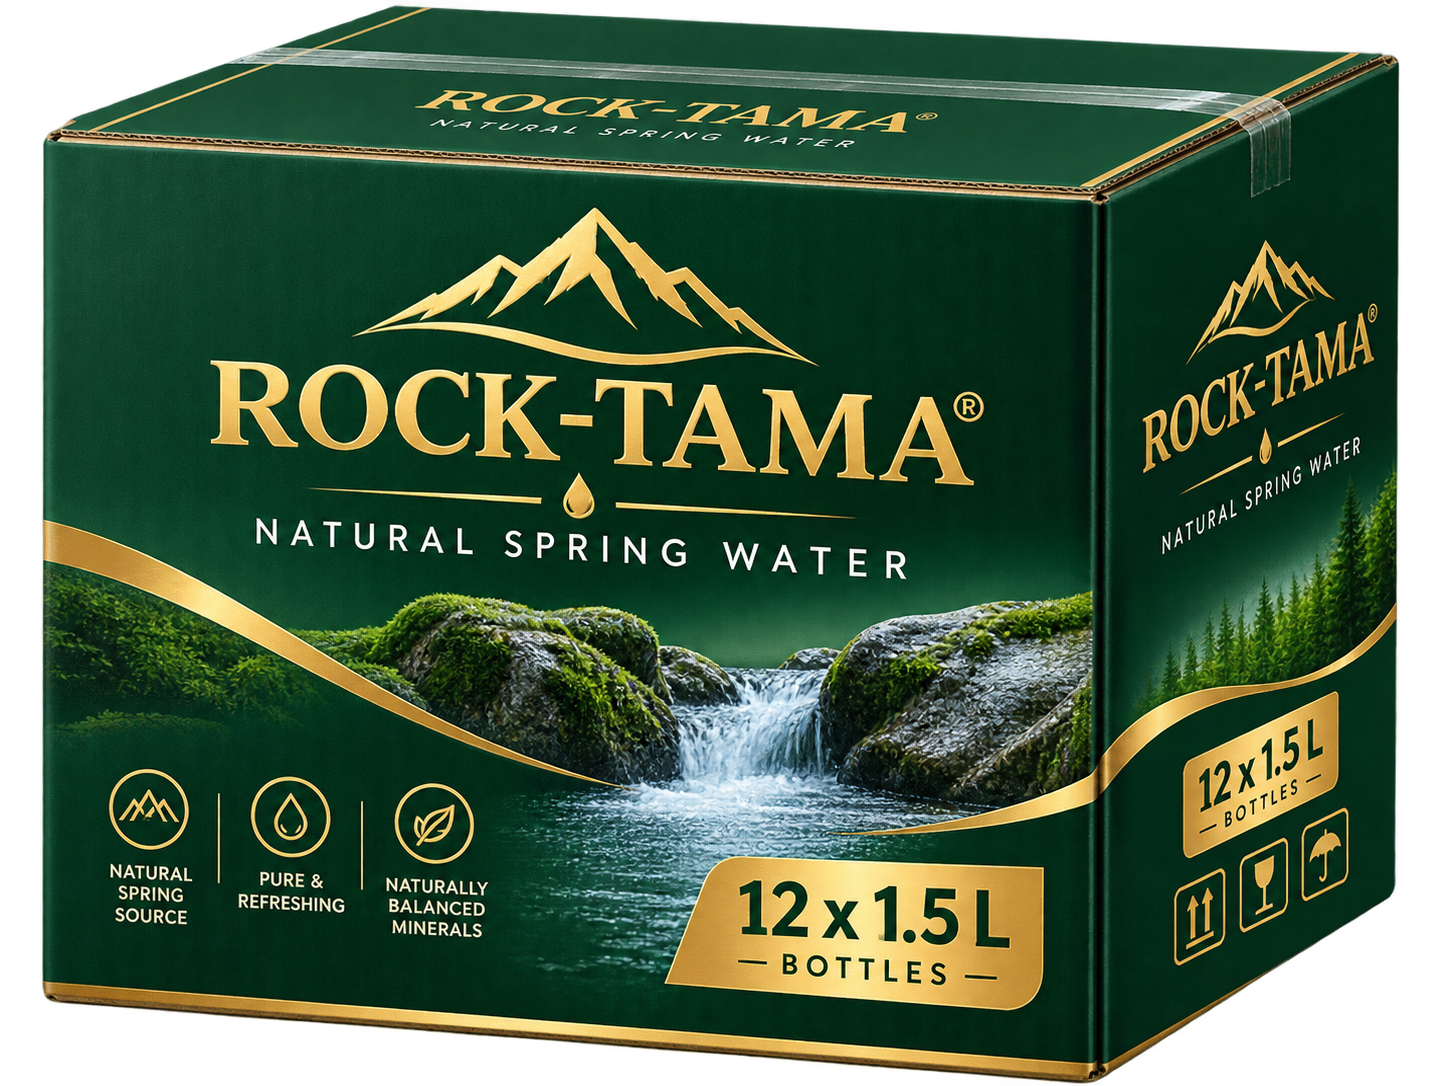 ROCK-TAMA®
NATURAL SPRING WATER
ROCK-TAMA®
NATURAL SPRING WATER
NATURAL
SPRING
SOURCE
PURE &
REFRESHING
NATURALLY
BALANCED
MINERALS
12 x 1.5 L
BOTTLES
ROCK-TAMA®
NATURAL SPRING WATER
12 x 1.5 L
BOTTLES